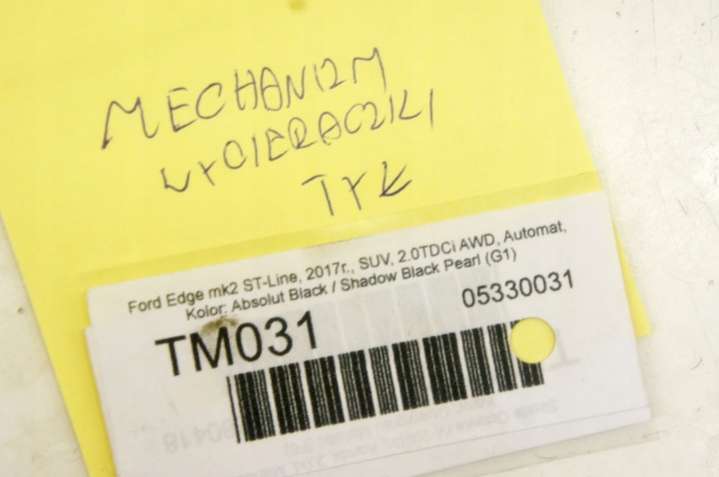 MECHANIZM
WYCIERACZKI
TYŁ
Ford Edge mk2 ST-Line, 2017r., SUV, 2.0TDCi AWD, Automat,
Kolor: Absolut Black / Shadow Black Pearl (G1)
TM031
05330031